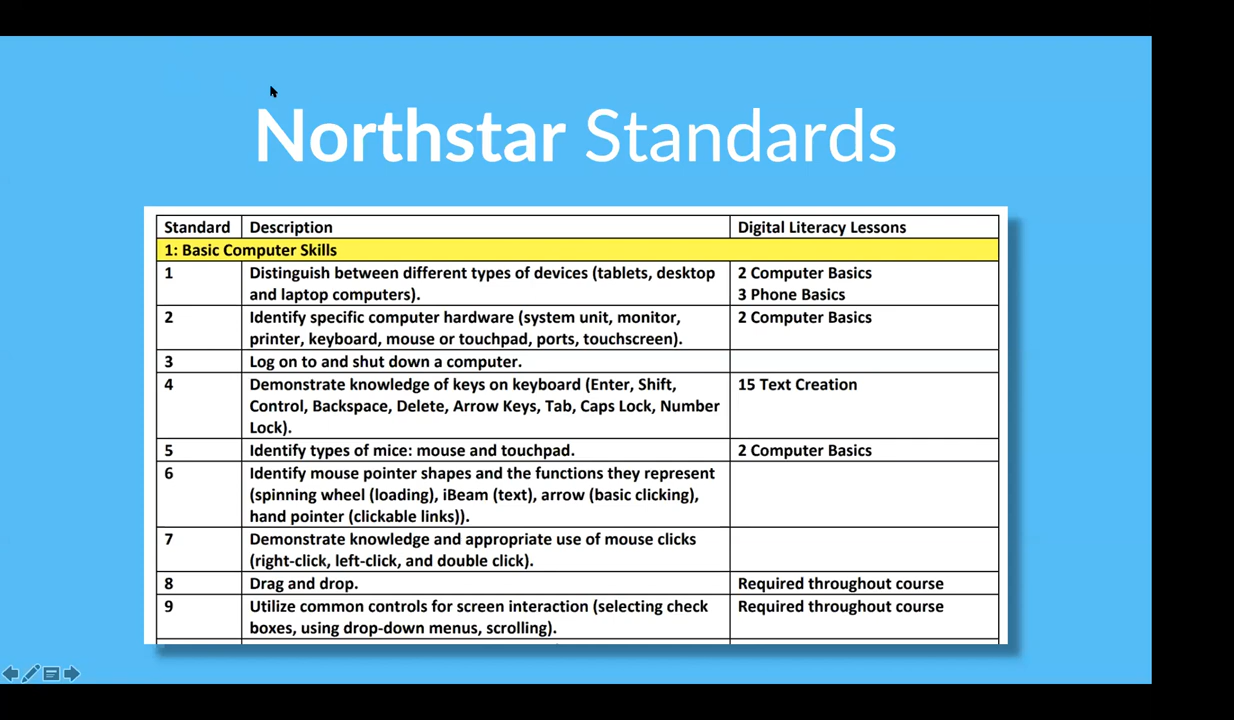 Northstar Standards
Standard Description Digital Literacy Lessons
1: Basic Computer Skills
1 Distinguish between different types of devices (tablets, desktop 2 Computer Basics
and laptop computers). 3 Phone Basics
2 Identify specific computer hardware (system unit, monitor, 2 Computer Basics
printer, keyboard, mouse or touchpad, ports, touchscreen).
3 Log on to and shut down a computer.
4 Demonstrate knowledge of keys on keyboard (Enter, Shift, 15 Text Creation
Control, Backspace, Delete, Arrow Keys, Tab, Caps Lock, Number
Lock).
5 Identify types of mice: mouse and touchpad. 2 Computer Basics
6 Identify mouse pointer shapes and the functions they represent
(spinning wheel (loading), iBeam (text), arrow (basic clicking),
hand pointer (clickable links)).
7 Demonstrate knowledge and appropriate use of mouse clicks
(right-click, left-click, and double click).
8 Drag and drop. Required throughout course
9 Utilize common controls for screen interaction (selecting check Required throughout course
boxes, using drop-down menus, scrolling).